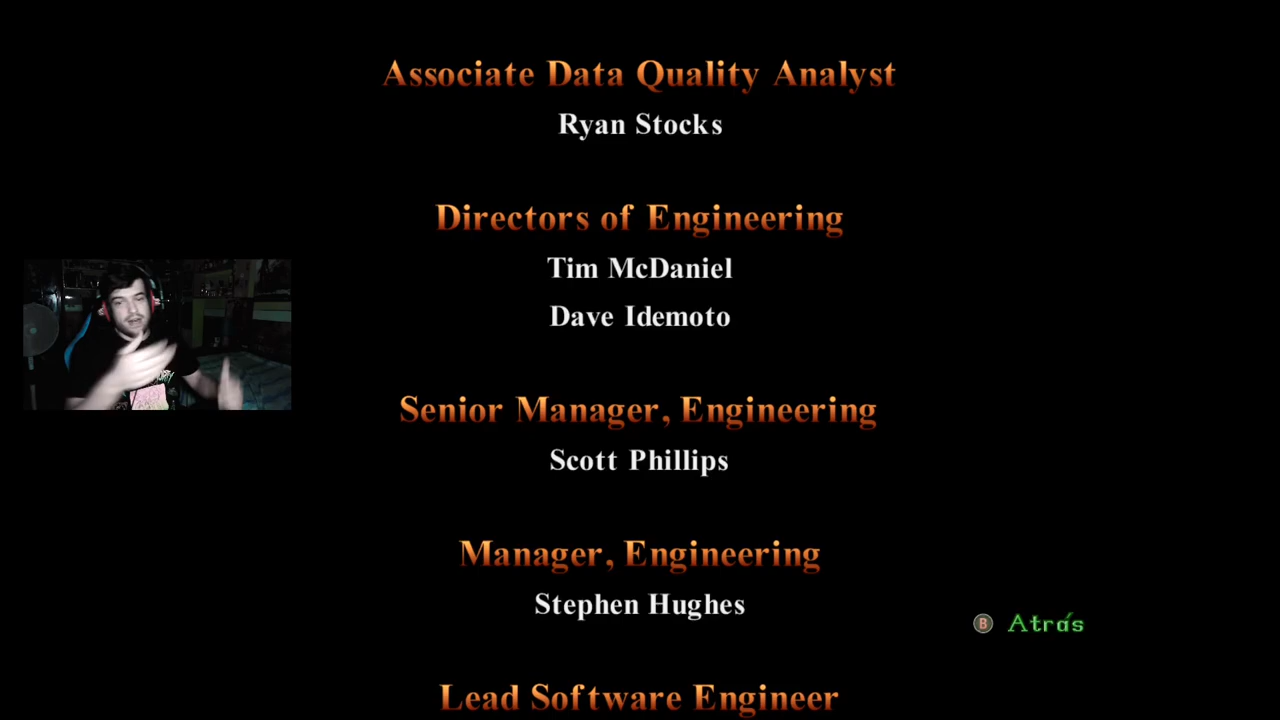 Associate Data Quality Analyst
Ryan Stocks
Directors of Engineering
Tim McDaniel
Dave Idemoto
Senior Manager, Engineering
Scott Phillips
Manager, Engineering
Stephen Hughes
B Atrás
Lead Software Engineer